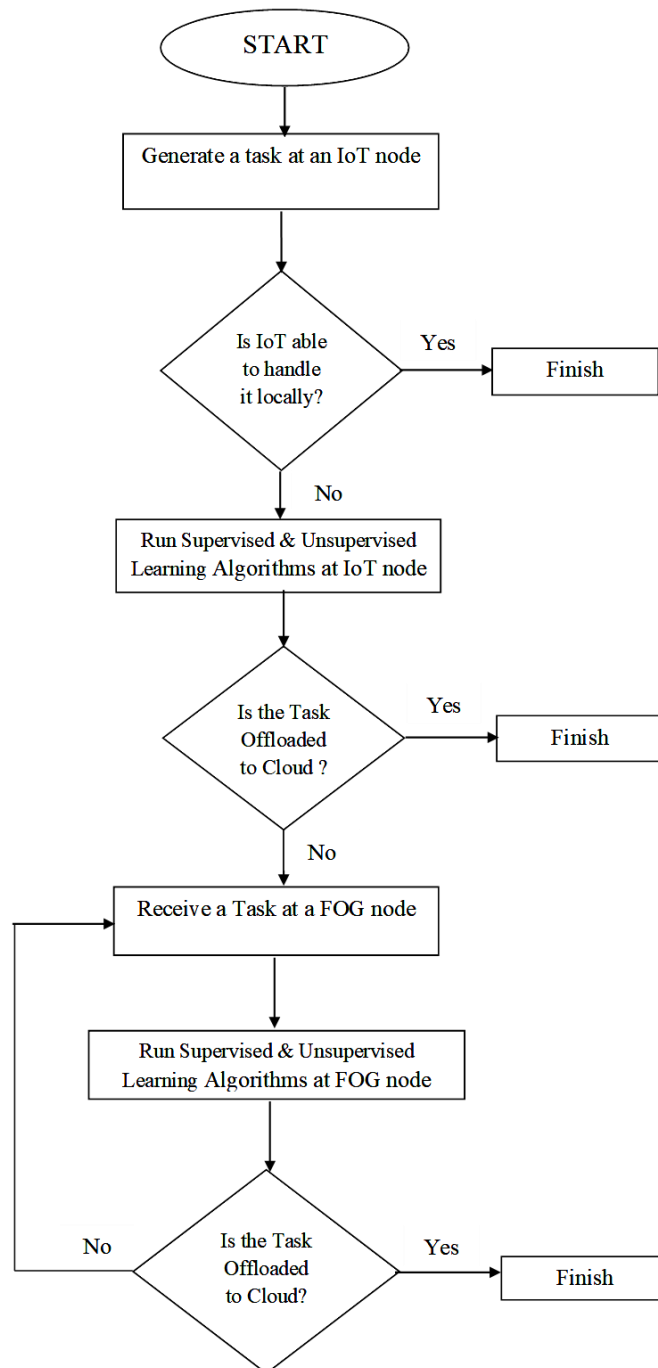 START
Generate a task at an IoT node
Is IoT able
to handle
it locally?
Yes
Finish
No
Run Supervised & Unsupervised
Learning Algorithms at IoT node
Is the Task
Offloaded
to Cloud ?
Yes
Finish
No
Receive a Task at a FOG node
Run Supervised & Unsupervised
Learning Algorithms at FOG node
No
Is the Task
Offloaded
to Cloud?
Yes
Finish